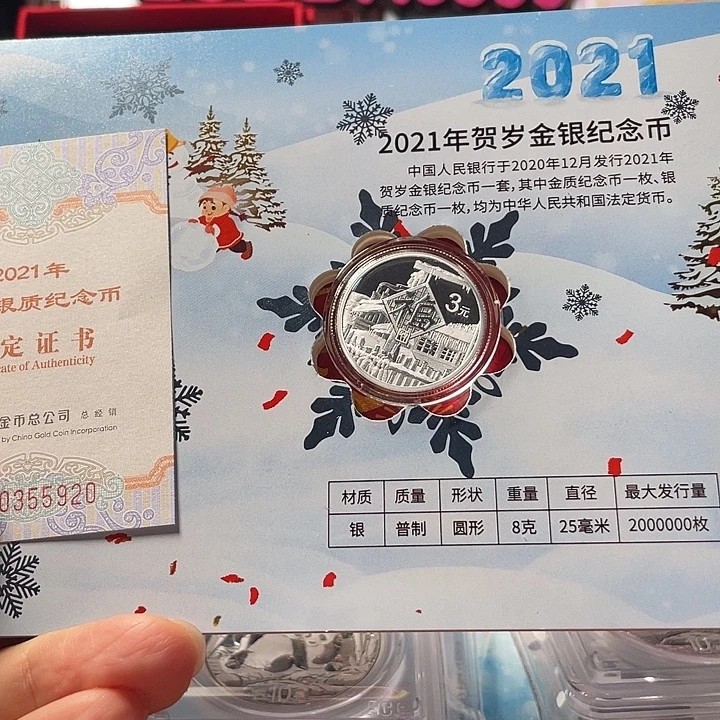 2021
2021年贺岁金银纪念币
中国人民银行于2020年12月发行2021年
贺岁金银纪念币一套,其中金质纪念币一枚、银
质纪念币一枚,均为中华人民共和国法定货币。
3元
福
2021年
银质纪念币
定证书
cate of Authenticity
金币总公司 总经销
by China Gold Coin Incorporation
0355920
材质 质量 形状 重量 直径 最大发行量
银 普制 圆形 8克 25毫米 2000000枚